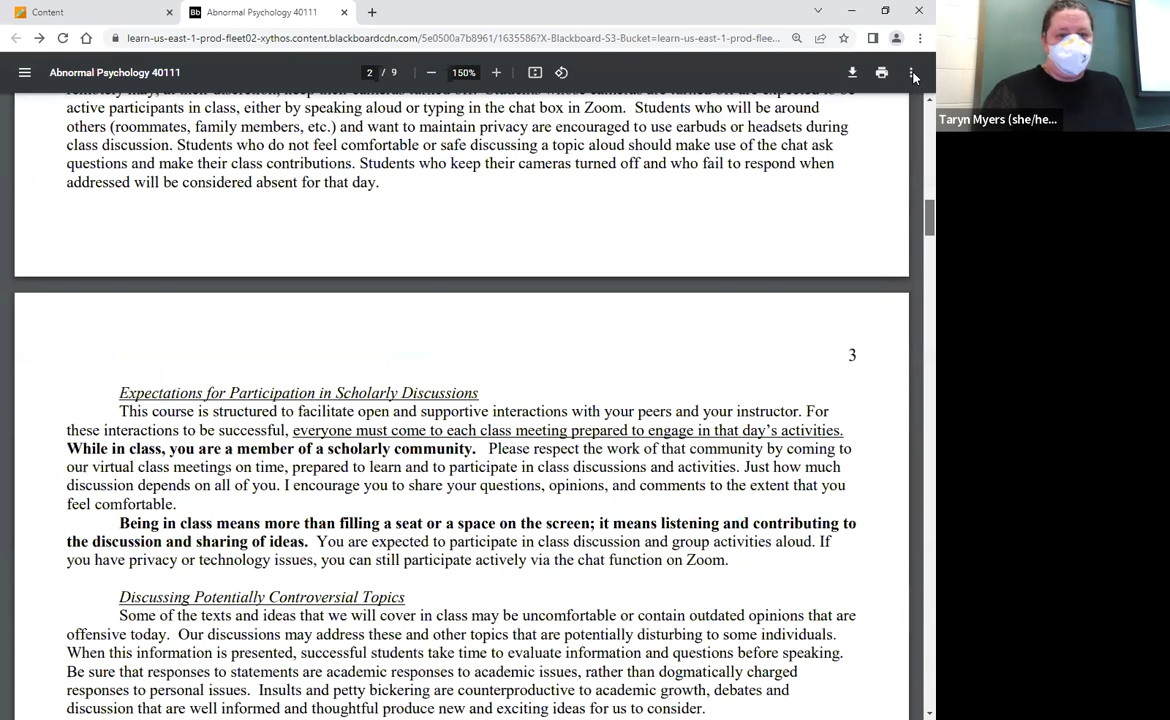 Content
Bb Abnormal Psychology 40111
learn-us-east-1-prod-fleet02-xythos.content.blackboardcdn.com/5e0500a7b8961/1635586?X-Blackboard-S3-Bucket=learn-us-east-1-prod-flee...
Abnormal Psychology 40111
2 / 9
150%
active participants in class, either by speaking aloud or typing in the chat box in Zoom. Students who will be around
others (roommates, family members, etc.) and want to maintain privacy are encouraged to use earbuds or headsets during
class discussion. Students who do not feel comfortable or safe discussing a topic aloud should make use of the chat ask
questions and make their class contributions. Students who keep their cameras turned off and who fail to respond when
addressed will be considered absent for that day.
3
Expectations for Participation in Scholarly Discussions
This course is structured to facilitate open and supportive interactions with your peers and your instructor. For
these interactions to be successful, everyone must come to each class meeting prepared to engage in that day's activities.
While in class, you are a member of a scholarly community. Please respect the work of that community by coming to
our virtual class meetings on time, prepared to learn and to participate in class discussions and activities. Just how much
discussion depends on all of you. I encourage you to share your questions, opinions, and comments to the extent that you
feel comfortable.
Being in class means more than filling a seat or a space on the screen; it means listening and contributing to
the discussion and sharing of ideas. You are expected to participate in class discussion and group activities aloud. If
you have privacy or technology issues, you can still participate actively via the chat function on Zoom.
Discussing Potentially Controversial Topics
Some of the texts and ideas that we will cover in class may be uncomfortable or contain outdated opinions that are
offensive today. Our discussions may address these and other topics that are potentially disturbing to some individuals.
When this information is presented, successful students take time to evaluate information and questions before speaking.
Be sure that responses to statements are academic responses to academic issues, rather than dogmatically charged
responses to personal issues. Insults and petty bickering are counterproductive to academic growth, debates and
discussion that are well informed and thoughtful produce new and exciting ideas for us to consider.
Taryn Myers (she/he...